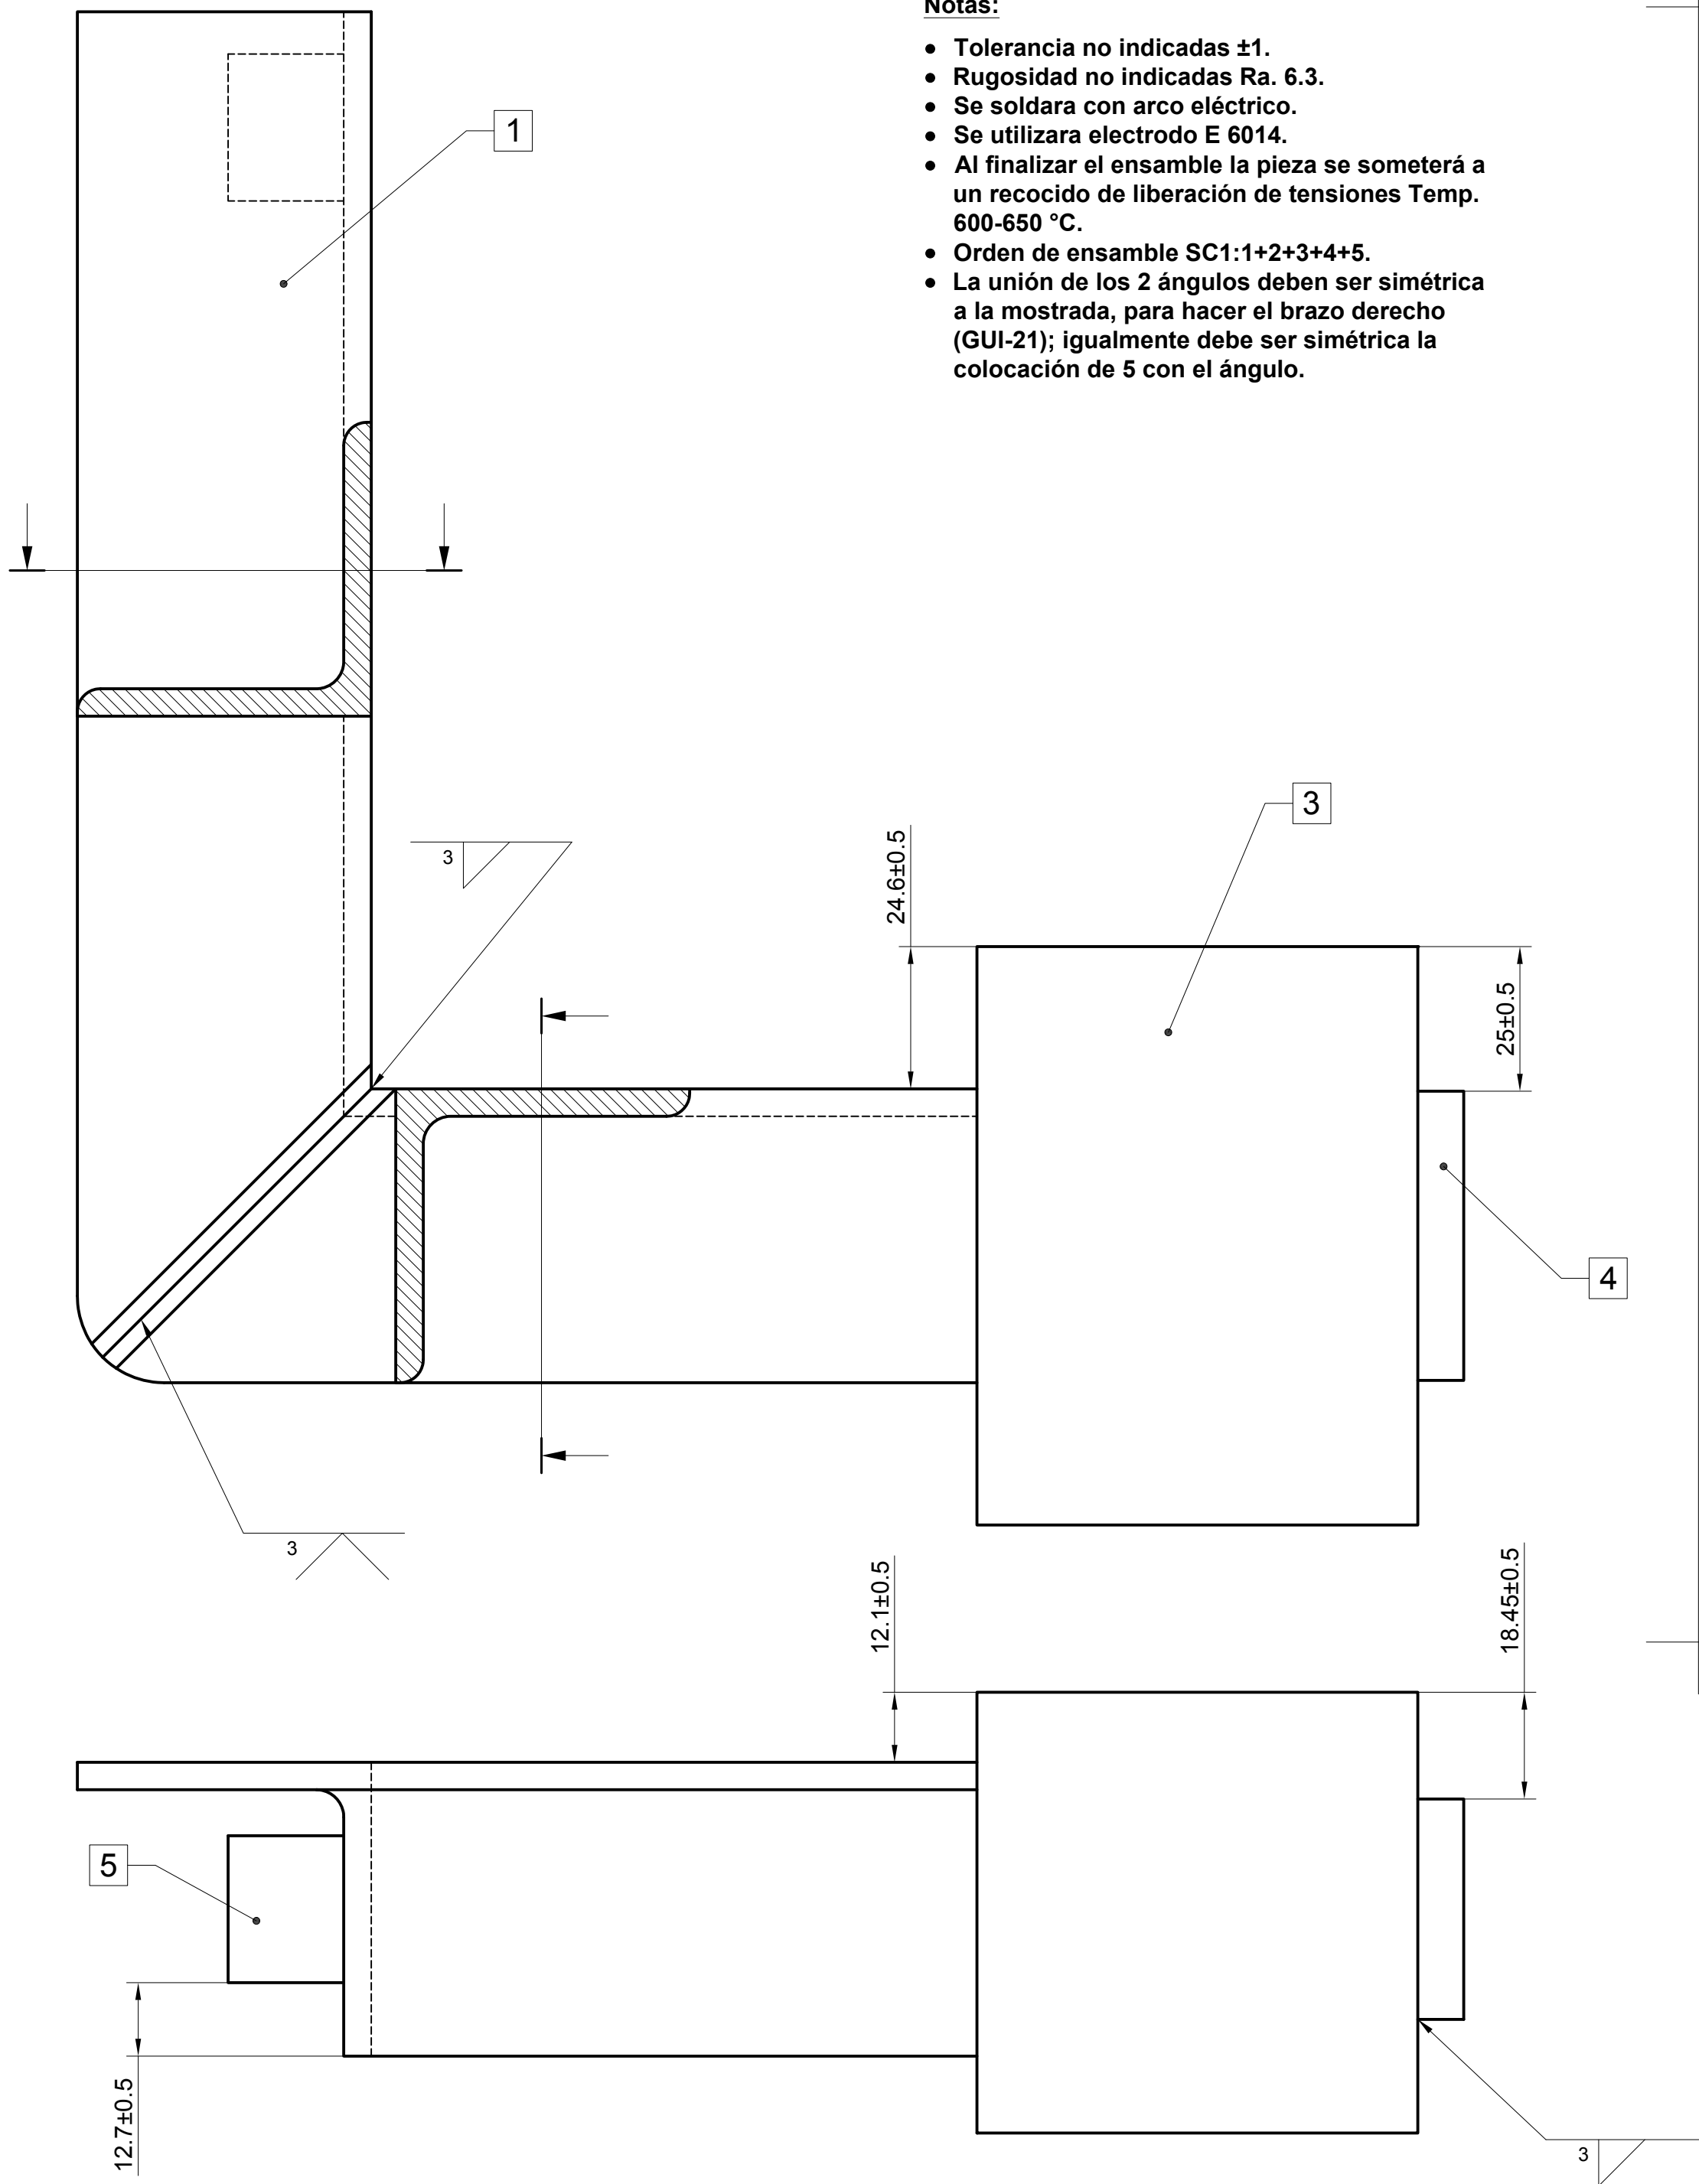 Notas:
• Tolerancia no indicadas ±1.
• Rugosidad no indicadas Ra. 6.3.
• Se soldara con arco eléctrico.
• Se utilizara electrodo E 6014.
• Al finalizar el ensamble la pieza se someterá a
un recocido de liberación de tensiones Temp.
600-650 °C.
• Orden de ensamble SC1:1+2+3+4+5.
• La unión de los 2 ángulos deben ser simétrica
a la mostrada, para hacer el brazo derecho
(GUI-21); igualmente debe ser simétrica la
colocación de 5 con el ángulo.
1
3
3
24.6±0.5
25±0.5
4
3
12.1±0.5
18.45±0.5
5
12.7±0.5
3